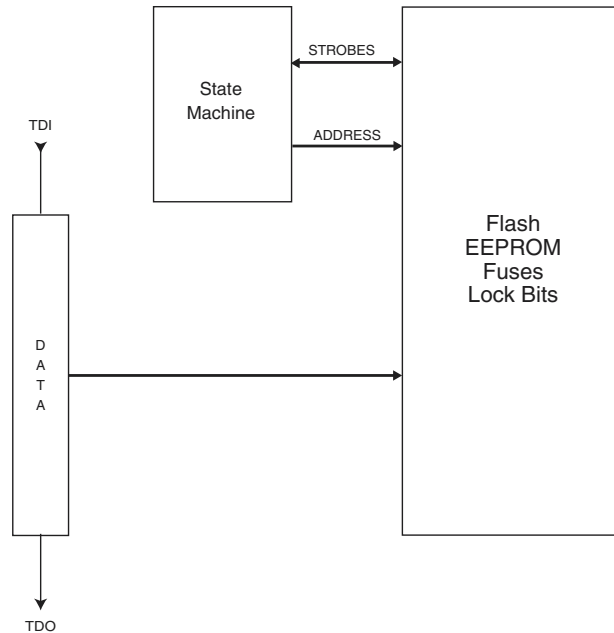 STROBES
State
Machine
ADDRESS
TDI
Flash
EEPROM
Fuses
Lock Bits
D
A
T
A
TDO